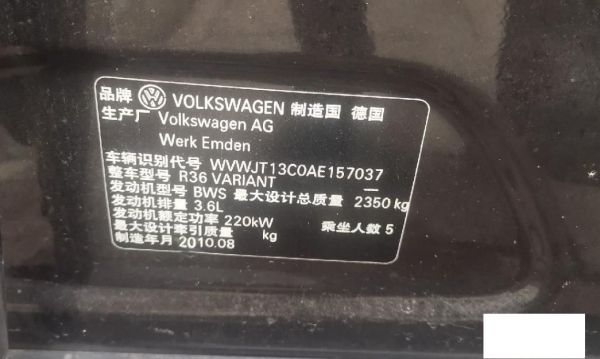 品牌 VOLKSWAGEN 制造国 德国
生产厂 Volkswagen AG
Werk Emden
车辆识别代号 WVWJT13C0AE157037
整车型号 R36 VARIANT —
发动机型号 BWS 最大设计总质量 2350 kg
发动机排量 3.6L
发动机额定功率 220kW 乘坐人数 5
最大设计牵引质量 kg
制造年月 2010.08